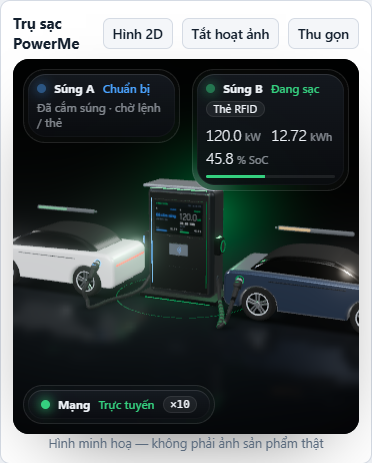 Trụ sạc
PowerMe
Hình 2D
Tắt hoạt ảnh
Thu gọn
Súng A Chuẩn bị
Đã cắm súng · chờ lệnh
/ thẻ
Súng B Đang sạc
Thẻ RFID
120.0 kW 12.72 kWh
45.8 % SoC
Mạng Trực tuyến ×10
Hình minh hoạ — không phải ảnh sản phẩm thật